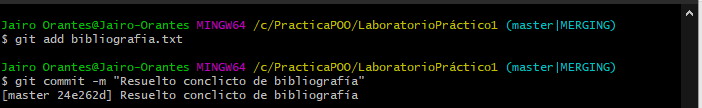 Jairo Orantes@Jairo-Orantes MINGW64 /c/PracticaPOO/LaboratorioPráctico1 (master|MERGING)
$ git add bibliografia.txt
Jairo Orantes@Jairo-Orantes MINGW64 /c/PracticaPOO/LaboratorioPráctico1 (master|MERGING)
$ git commit -m "Resuelto conclicto de bibliografía"
[master 24e262d] Resuelto conclicto de bibliografía